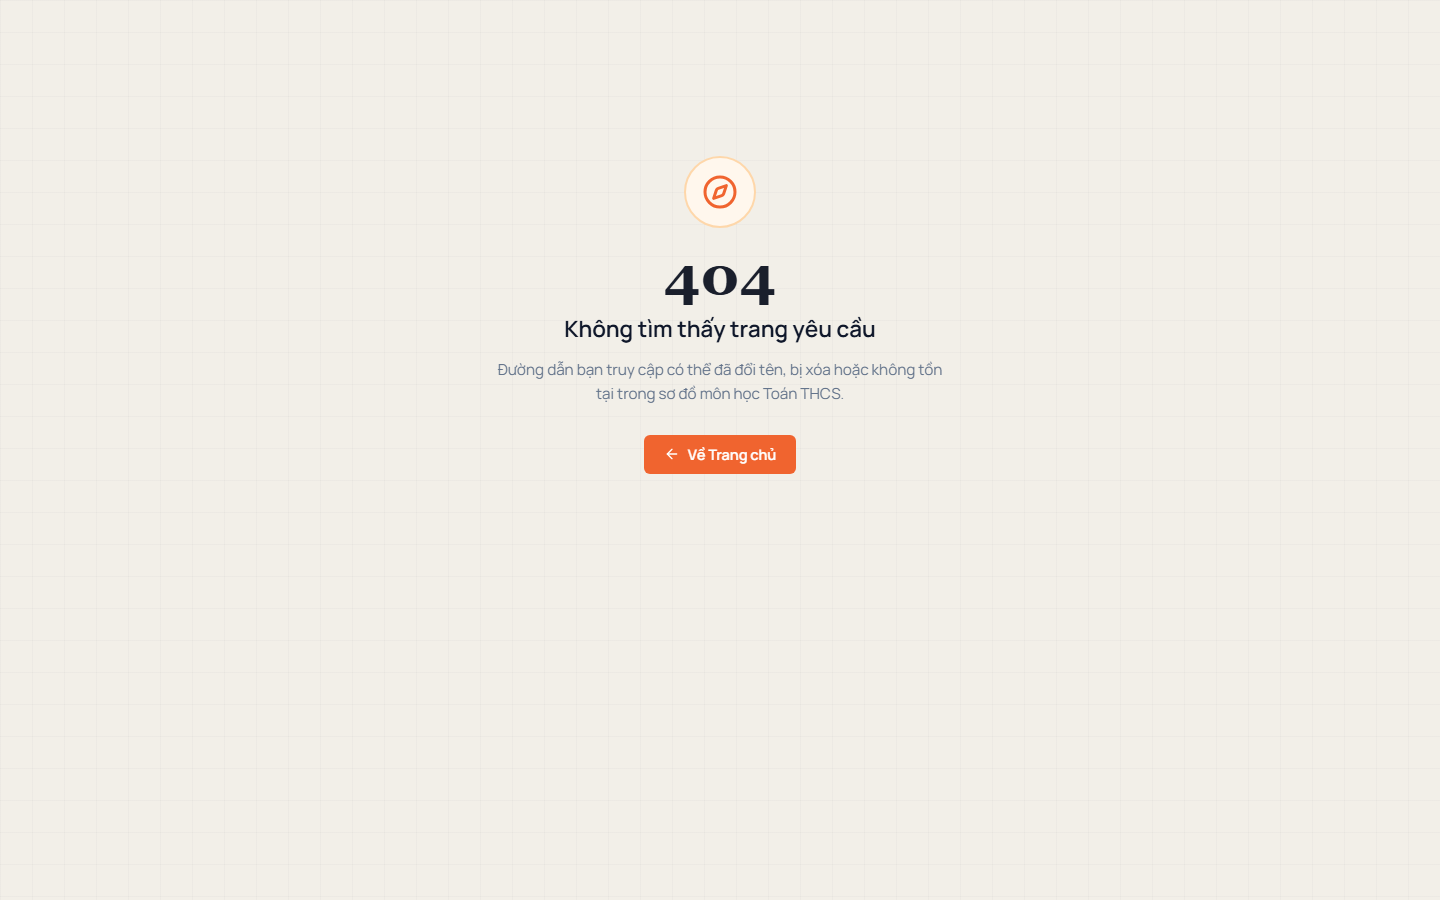 404
Không tìm thấy trang yêu cầu
Đường dẫn bạn truy cập có thể đã đổi tên, bị xóa hoặc không tồn
tại trong sơ đồ môn học Toán THCS.
Về Trang chủ